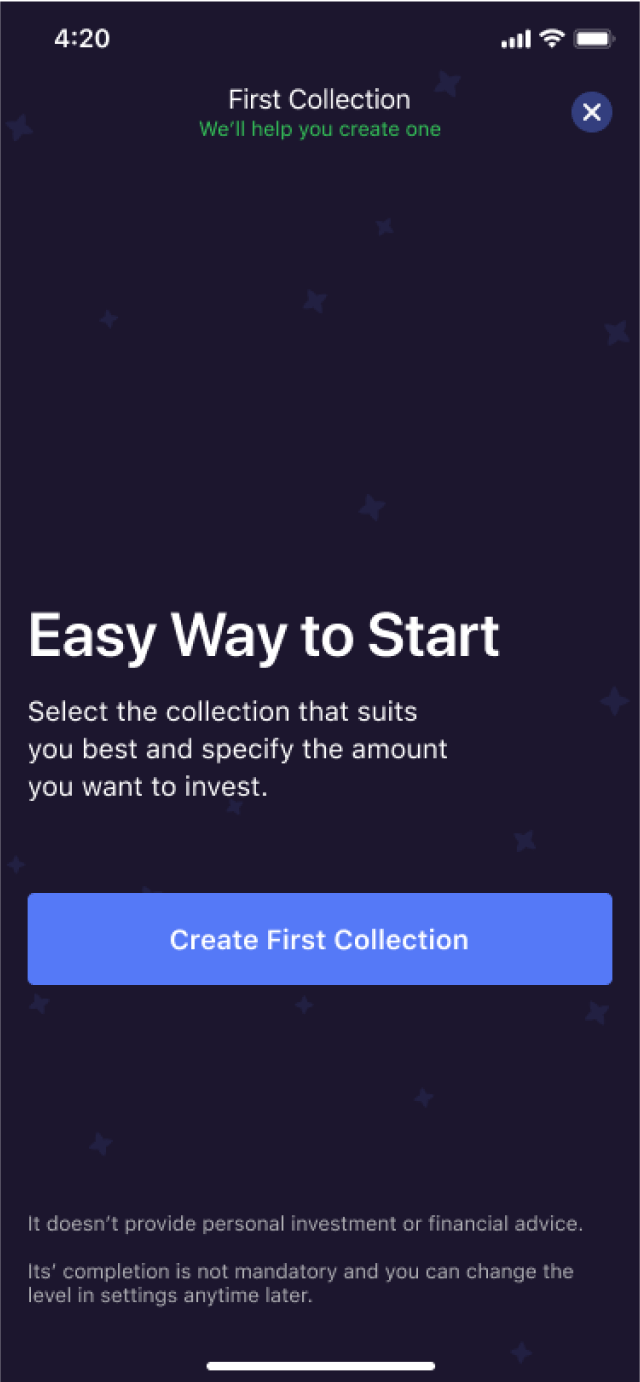 4:20
First Collection
We’ll help you create one
Easy Way to Start
Select the collection that suits
you best and specify the amount
you want to invest.
Create First Collection
It doesn’t provide personal investment or financial advice.
Its’ completion is not mandatory and you can change the
level in settings anytime later.